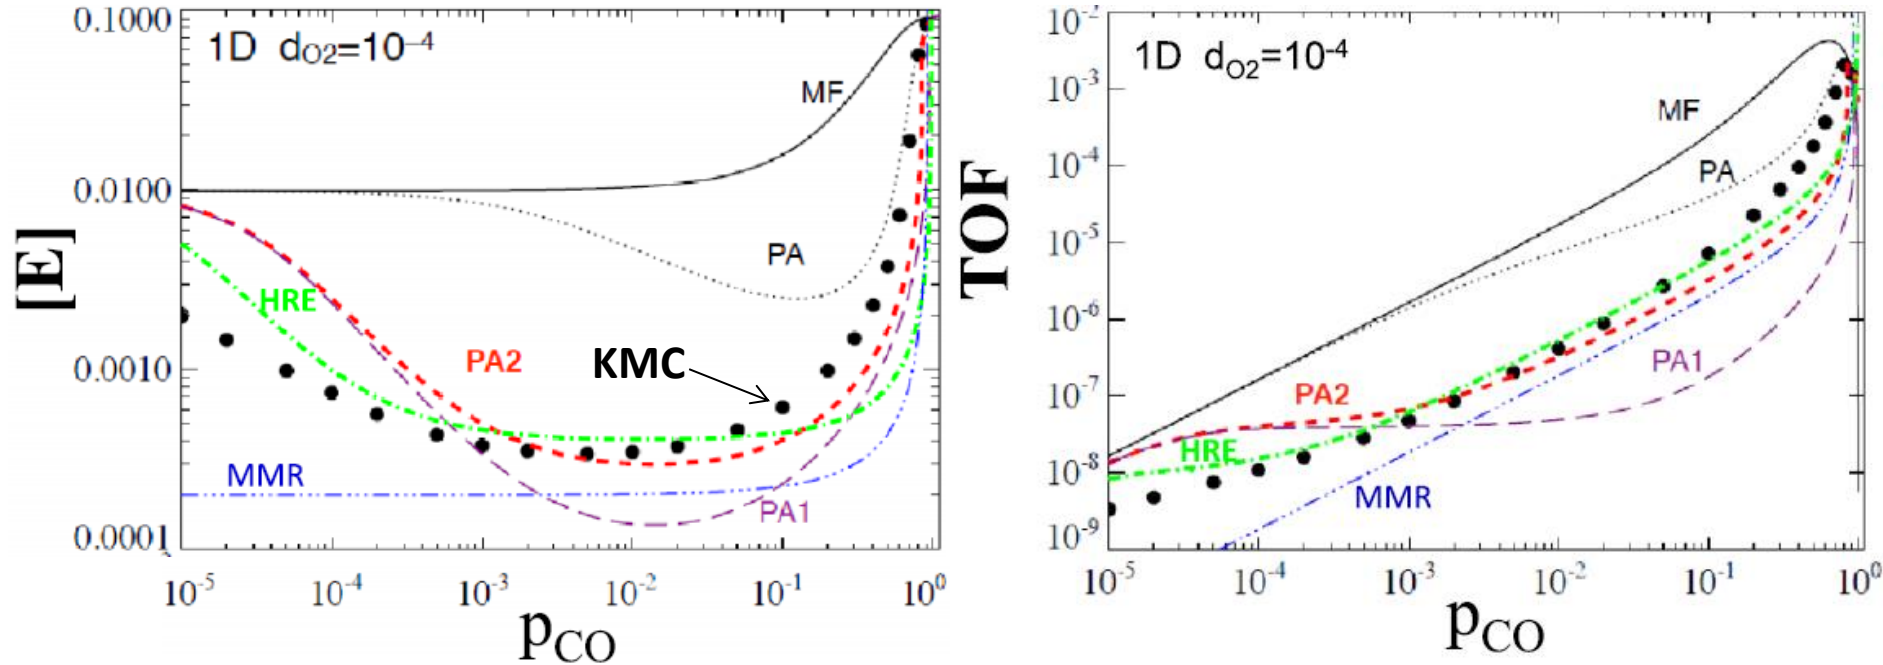 0.1000
0.0100
0.0010
0.0001
[E]
1D d_O2=10^-4
MF
PA
HRE
PA2
KMC
MMR
PA1
10^-5 10^-4 10^-3 10^-2 10^-1 10^0
p_CO
10^-2
10^-3
10^-4
10^-5
10^-6
10^-7
10^-8
10^-9
TOF
1D d_O2=10^-4
MF
PA
PA1
PA2
HRE
MMR
10^-5 10^-4 10^-3 10^-2 10^-1 10^0
p_CO